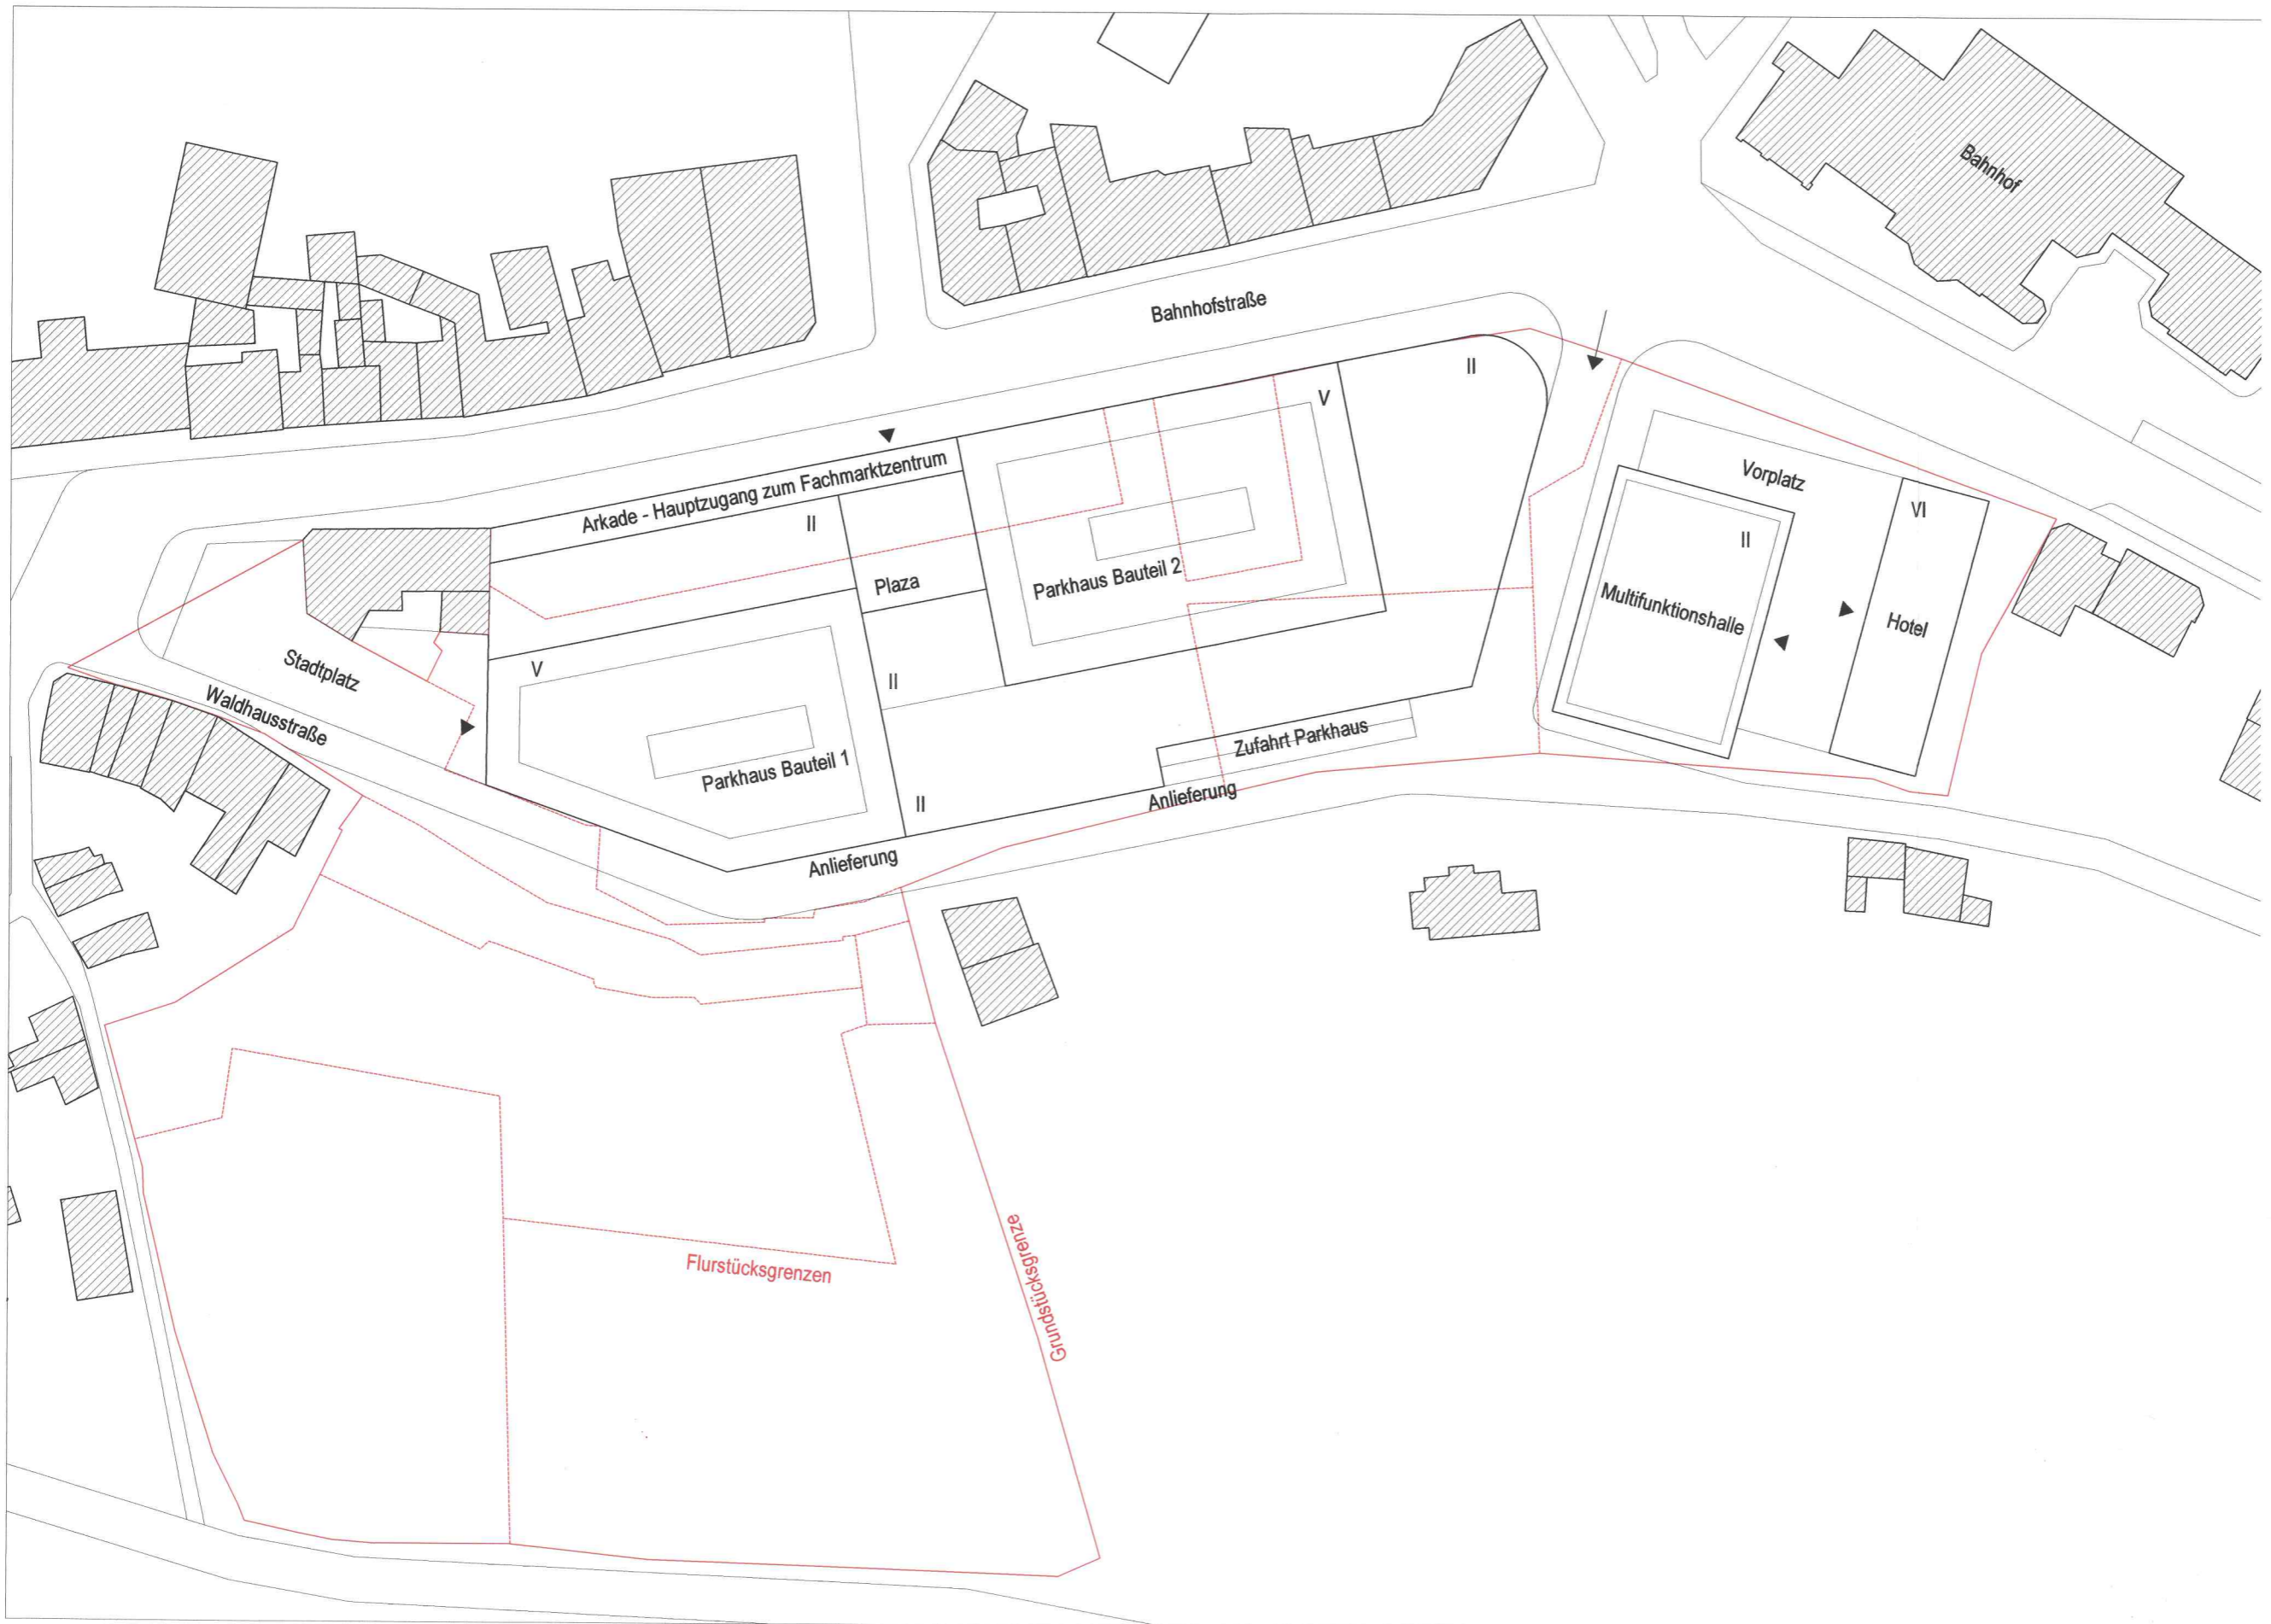 Bahnhof
Bahnhofstraße
II
V
Arkade - Hauptzugang zum Fachmarktzentrum
II
Vorplatz
VI
II
Plaza
Parkhaus Bauteil 2
Multifunktionshalle
Hotel
Stadtplatz
V
II
Waldhausstraße
Zufahrt Parkhaus
Parkhaus Bauteil 1
Anlieferung
II
Anlieferung
Flurstücksgrenzen
Grundstücksgrenze